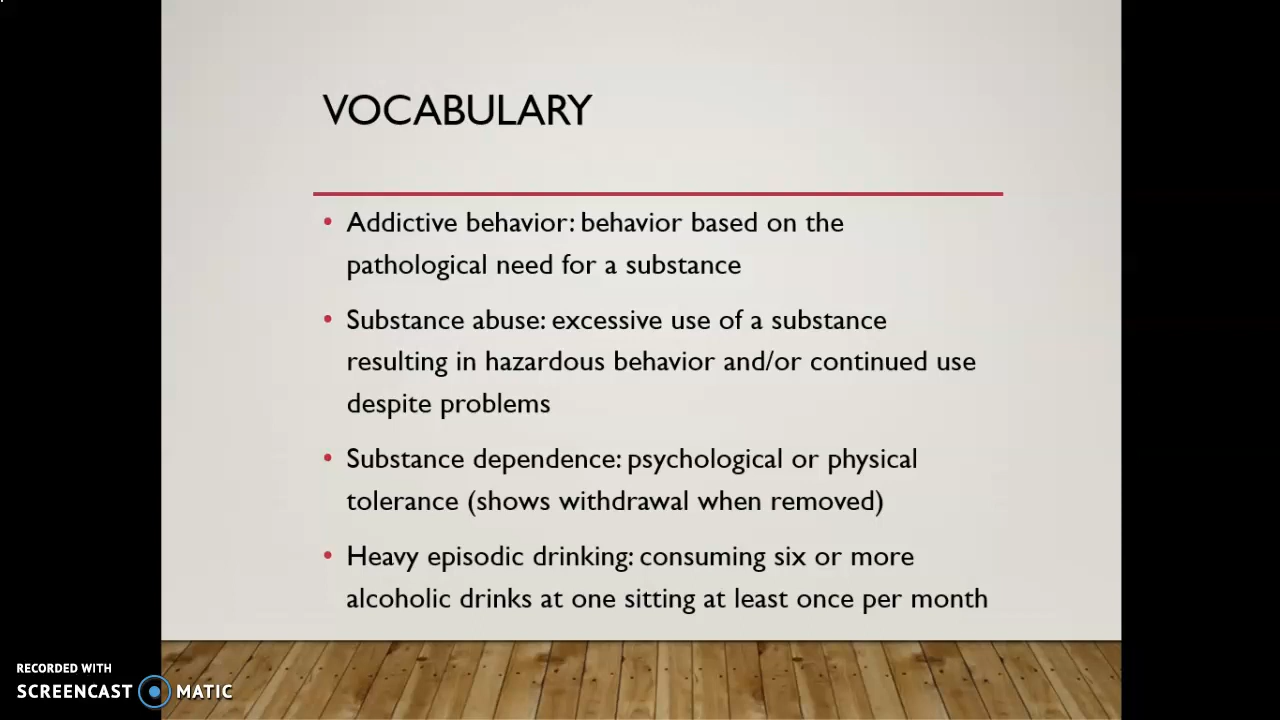 VOCABULARY
• Addictive behavior: behavior based on the
pathological need for a substance
• Substance abuse: excessive use of a substance
resulting in hazardous behavior and/or continued use
despite problems
• Substance dependence: psychological or physical
tolerance (shows withdrawal when removed)
• Heavy episodic drinking: consuming six or more
alcoholic drinks at one sitting at least once per month
RECORDED WITH
SCREENCAST MATIC